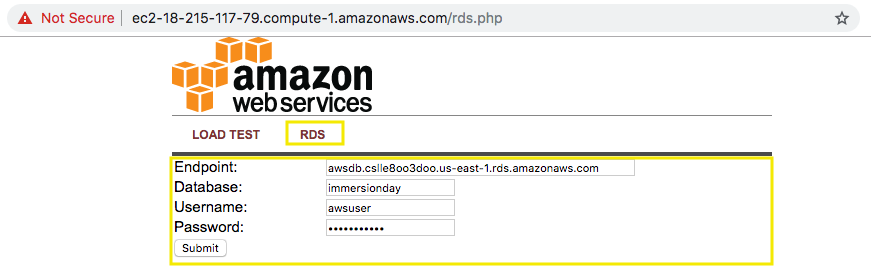 Not Secure | ec2-18-215-117-79.compute-1.amazonaws.com/rds.php
amazon
web services
LOAD TEST RDS
Endpoint: awsdb.cslle8oo3doo.us-east-1.rds.amazonaws.com
Database: immersionday
Username: awsuser
Password: •••••••••••
Submit